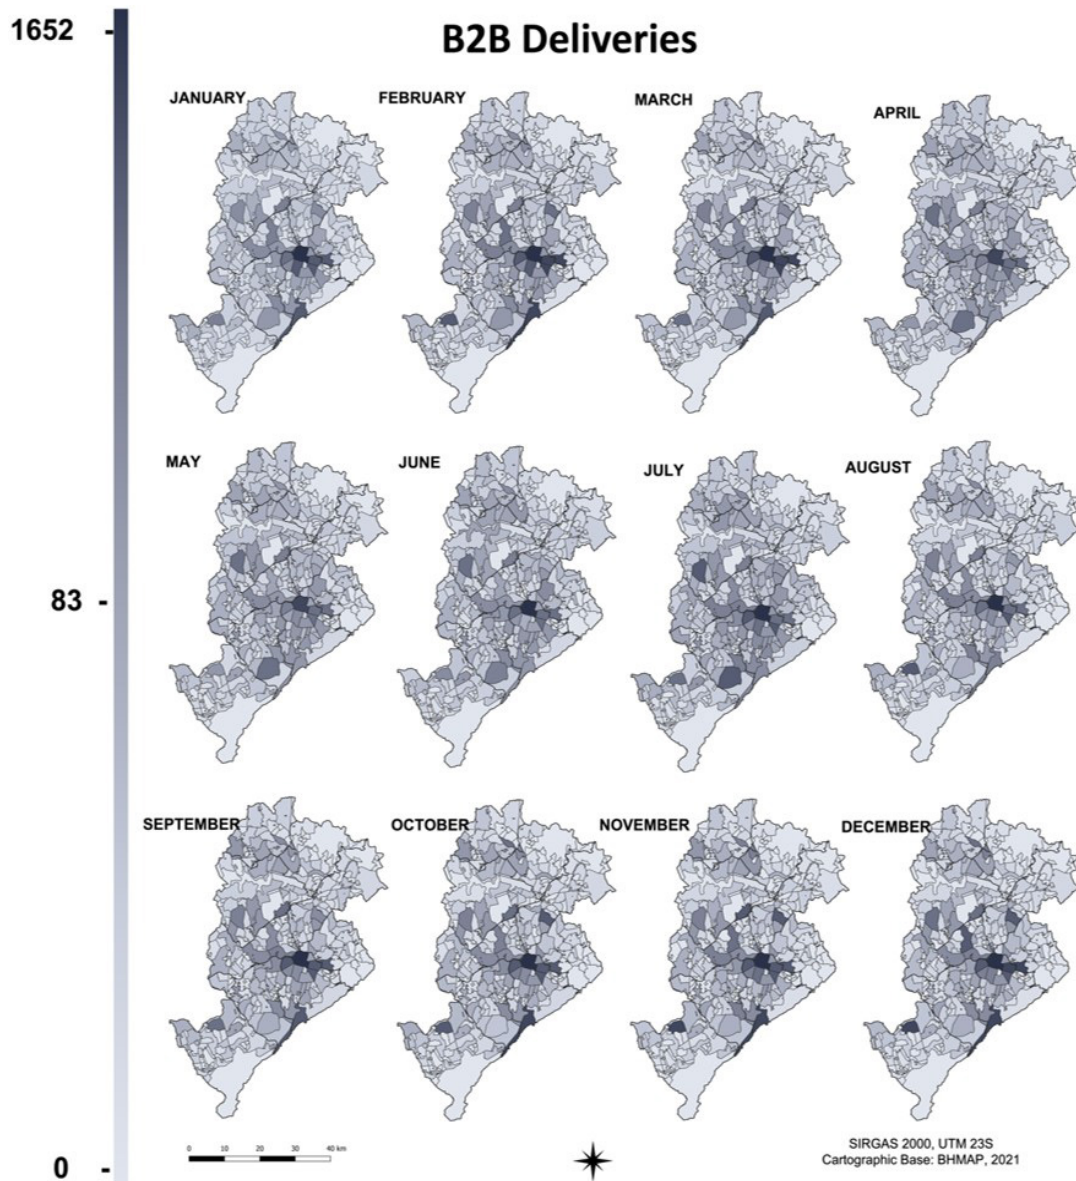 B2B Deliveries
1652 -
83 -
0 -
JANUARY
FEBRUARY
MARCH
APRIL
MAY
JUNE
JULY
AUGUST
SEPTEMBER
OCTOBER
NOVEMBER
DECEMBER
0 10 20 30 40 km
SIRGAS 2000, UTM 23S
Cartographic Base: BHMAP, 2021